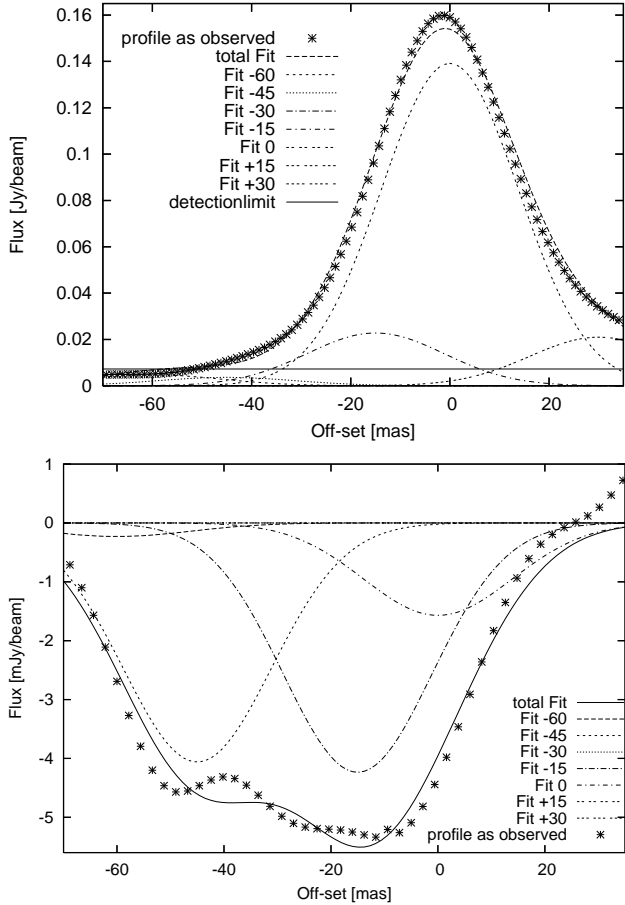 0.16
0.14
0.12
0.1
0.08
0.06
0.04
0.02
0
Flux [Jy/beam]
profile as observed
total Fit
Fit -60
Fit -45
Fit -30
Fit -15
Fit 0
Fit +15
Fit +30
detectionlimit
-60 -40 -20 0 20
Off-set [mas]
1
0
-1
-2
-3
-4
-5
Flux [mJy/beam]
total Fit
Fit -60
Fit -45
Fit -30
Fit -15
Fit 0
Fit +15
Fit +30
profile as observed
-60 -40 -20 0 20
Off-set [mas]